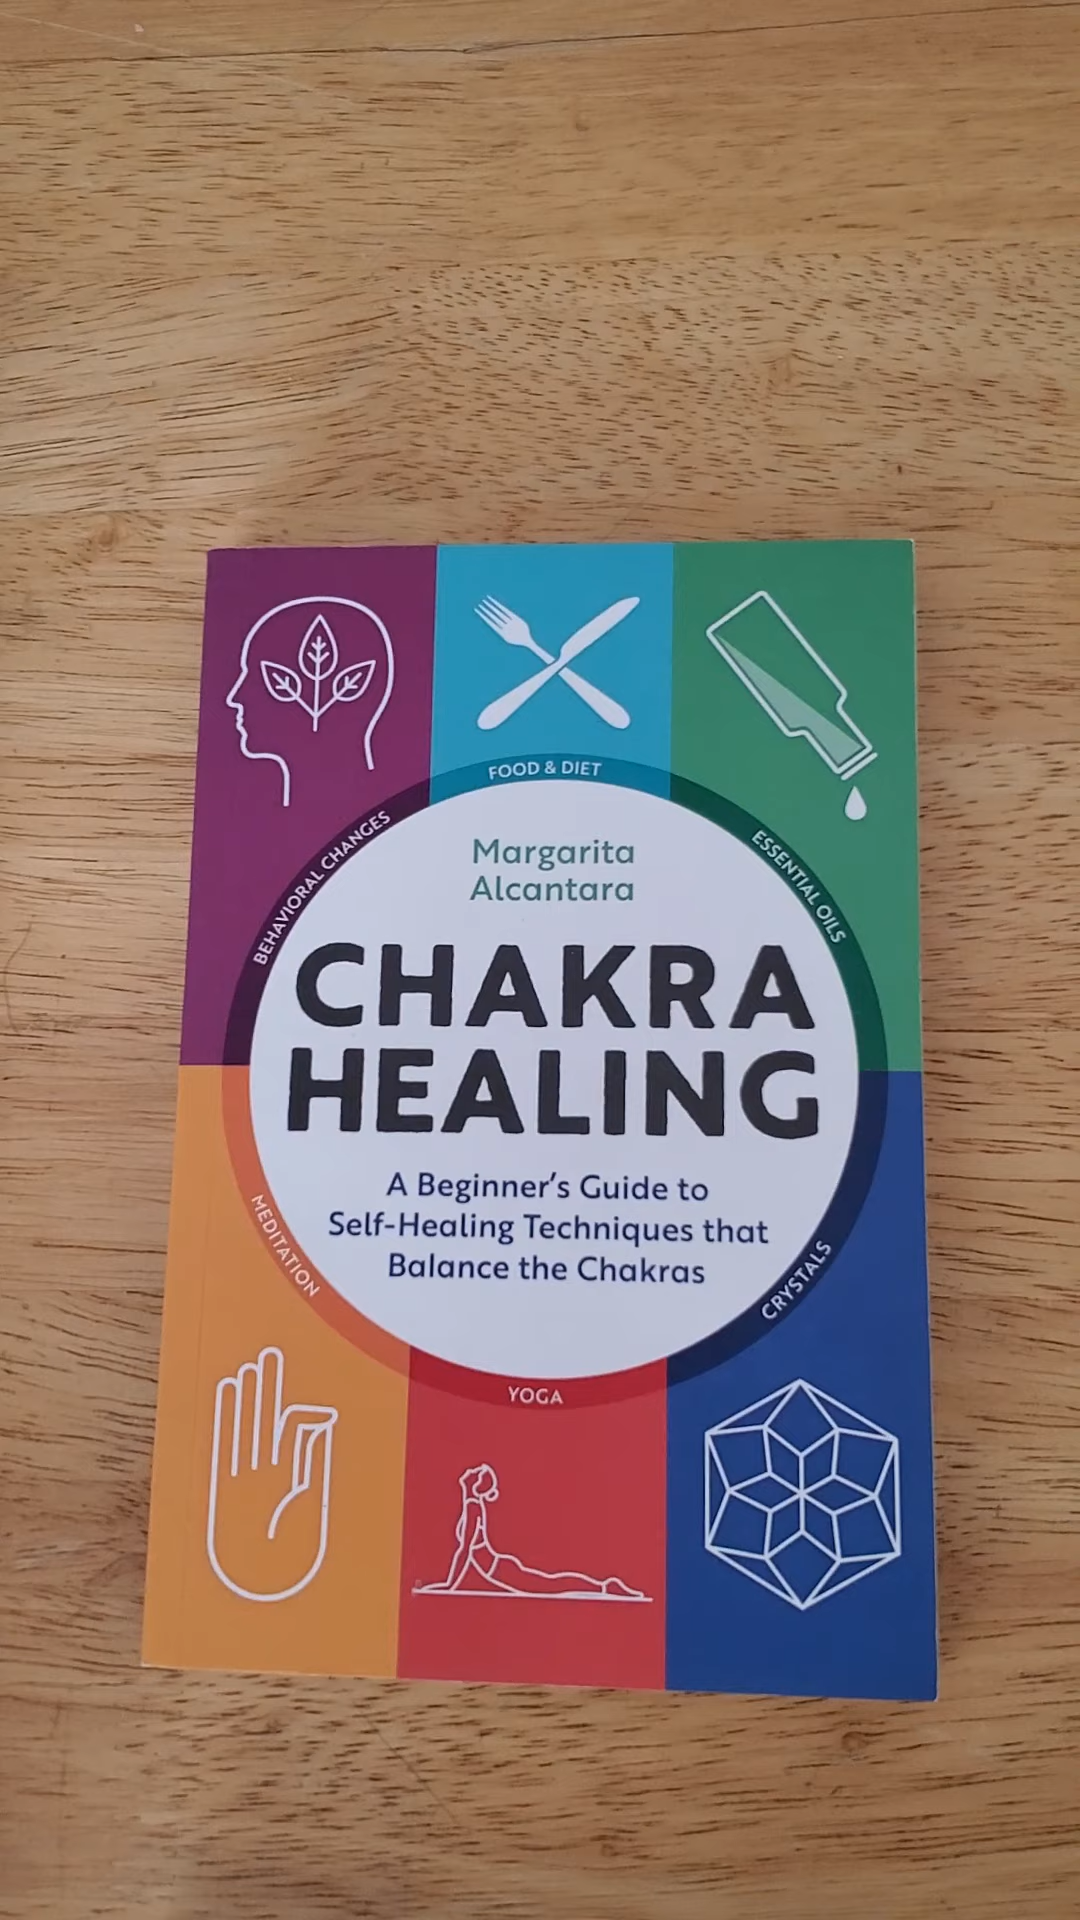 FOOD & DIET
BEHAVIORAL CHANGES
ESSENTIAL OILS
Margarita
Alcantara
CHAKRA
HEALING
A Beginner's Guide to
Self-Healing Techniques that
Balance the Chakras
MEDITATION
CRYSTALS
YOGA